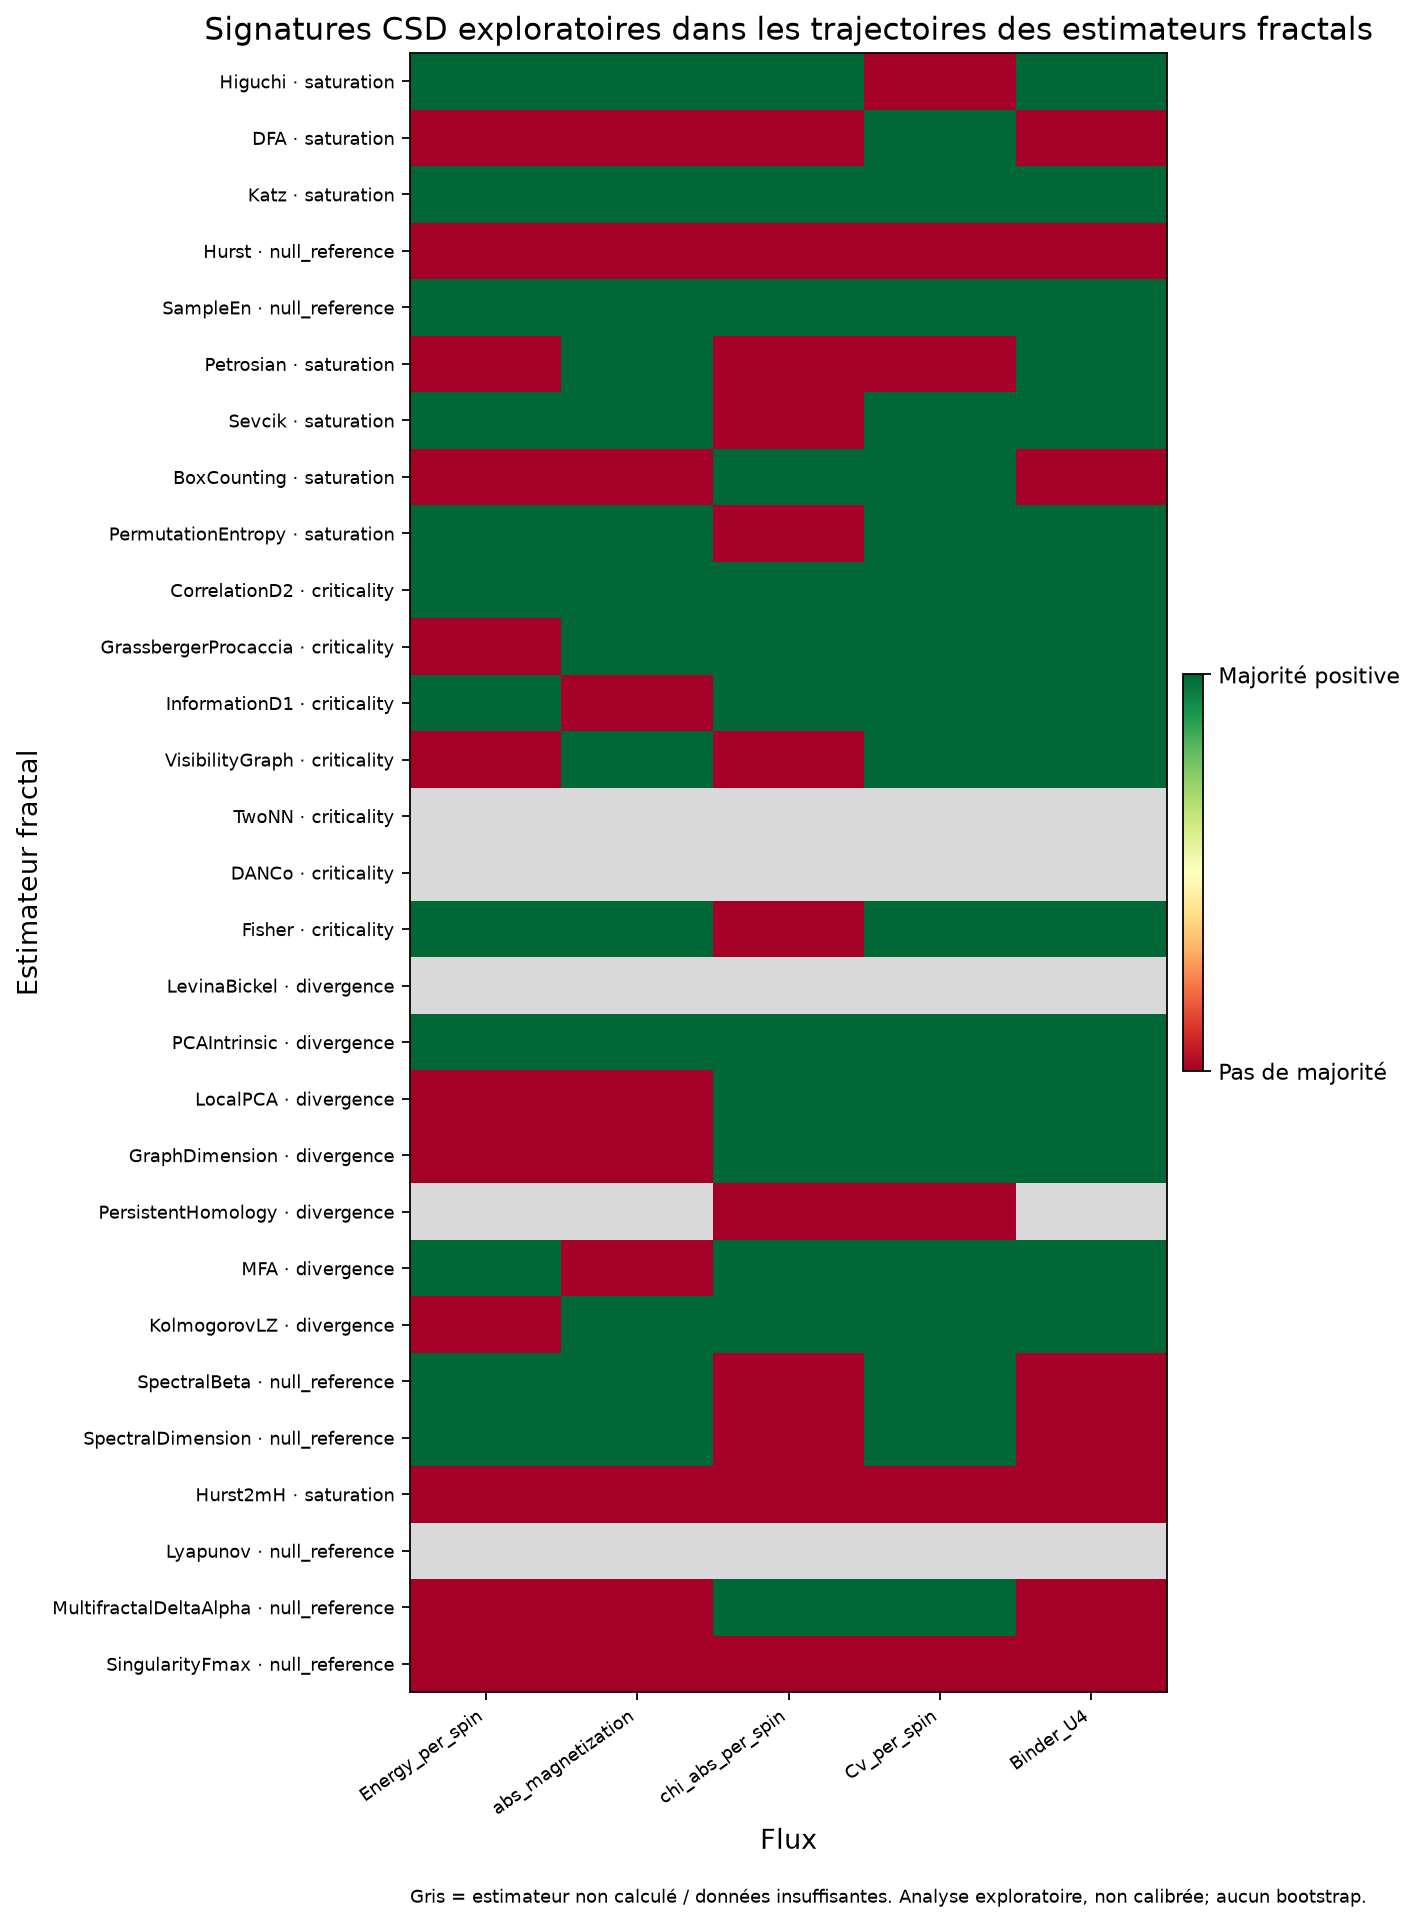 Signatures CSD exploratoires dans les trajectoires des estimateurs fractals
Estimateur fractal
Higuchi · saturation
DFA · saturation
Katz · saturation
Hurst · null_reference
SampleEn · null_reference
Petrosian · saturation
Sevcik · saturation
BoxCounting · saturation
PermutationEntropy · saturation
CorrelationD2 · criticality
GrassbergerProcaccia · criticality
InformationD1 · criticality
VisibilityGraph · criticality
TwoNN · criticality
DANCo · criticality
Fisher · criticality
LevinaBickel · divergence
PCAIntrinsic · divergence
LocalPCA · divergence
GraphDimension · divergence
PersistentHomology · divergence
MFA · divergence
KolmogorovLZ · divergence
SpectralBeta · null_reference
SpectralDimension · null_reference
Hurst2mH · saturation
Lyapunov · null_reference
MultifractalDeltaAlpha · null_reference
SingularityFmax · null_reference
Majorité positive
Pas de majorité
Energy_per_spin
abs_magnetization
chi_abs_per_spin
Cv_per_spin
Binder_U4
Flux
Gris = estimateur non calculé / données insuffisantes. Analyse exploratoire, non calibrée; aucun bootstrap.